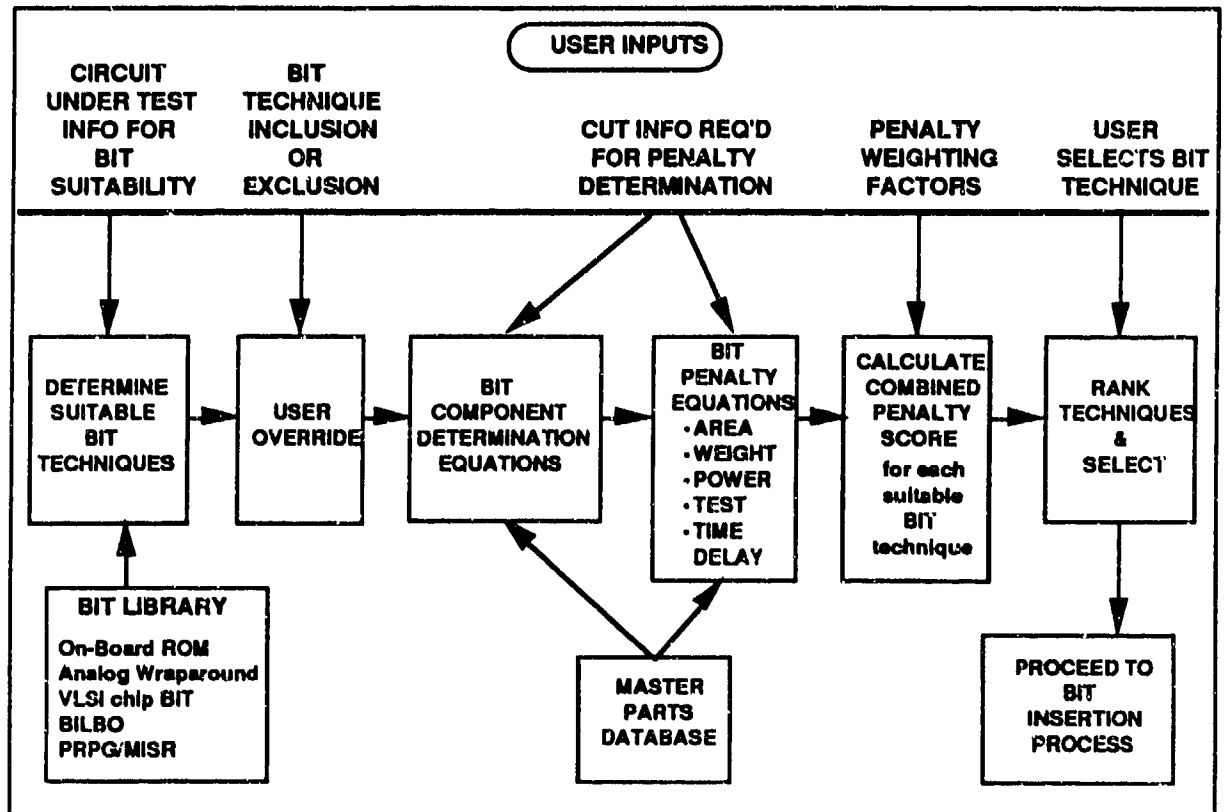 USER INPUTS
CIRCUIT
UNDER TEST
INFO FOR
BIT
SUITABILITY
BIT
TECHNIQUE
INCLUSION
OR
EXCLUSION
CUT INFO REQ'D
FOR PENALTY
DETERMINATION
PENALTY
WEIGHTING
FACTORS
USER
SELECTS BIT
TECHNIQUE
DETERMINE
SUITABLE
BIT
TECHNIQUES
USER
OVERRIDE
BIT
COMPONENT
DETERMINATION
EQUATIONS
BIT
PENALTY
EQUATIONS
• AREA
• WEIGHT
• POWER
• TEST
• TIME
DELAY
CALCULATE
COMBINED
PENALTY
SCORE
for each
suitable
BIT
technique
RANK
TECHNIQUES
&
SELECT
BIT LIBRARY
On-Board ROM
Analog Wraparound
VLSI chip BIT
BILBO
PRPG/MISR
MASTER
PARTS
DATABASE
PROCEED TO
BIT
INSERTION
PROCESS